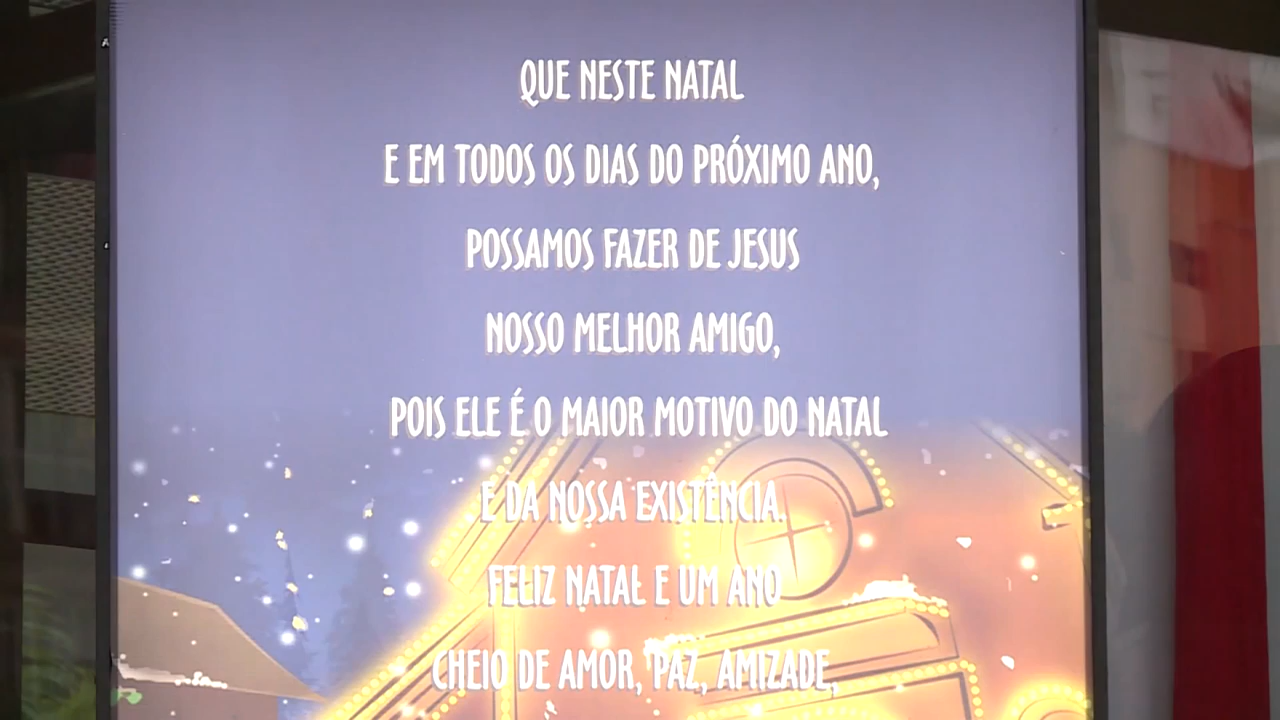 QUE NESTE NATAL
E EM TODOS OS DIAS DO PRÓXIMO ANO,
POSSAMOS FAZER DE JESUS
NOSSO MELHOR AMIGO,
POIS ELE É O MAIOR MOTIVO DO NATAL
E DA NOSSA EXISTÊNCIA.
FELIZ NATAL E UM ANO
CHEIO DE AMOR, PAZ, AMIZADE,